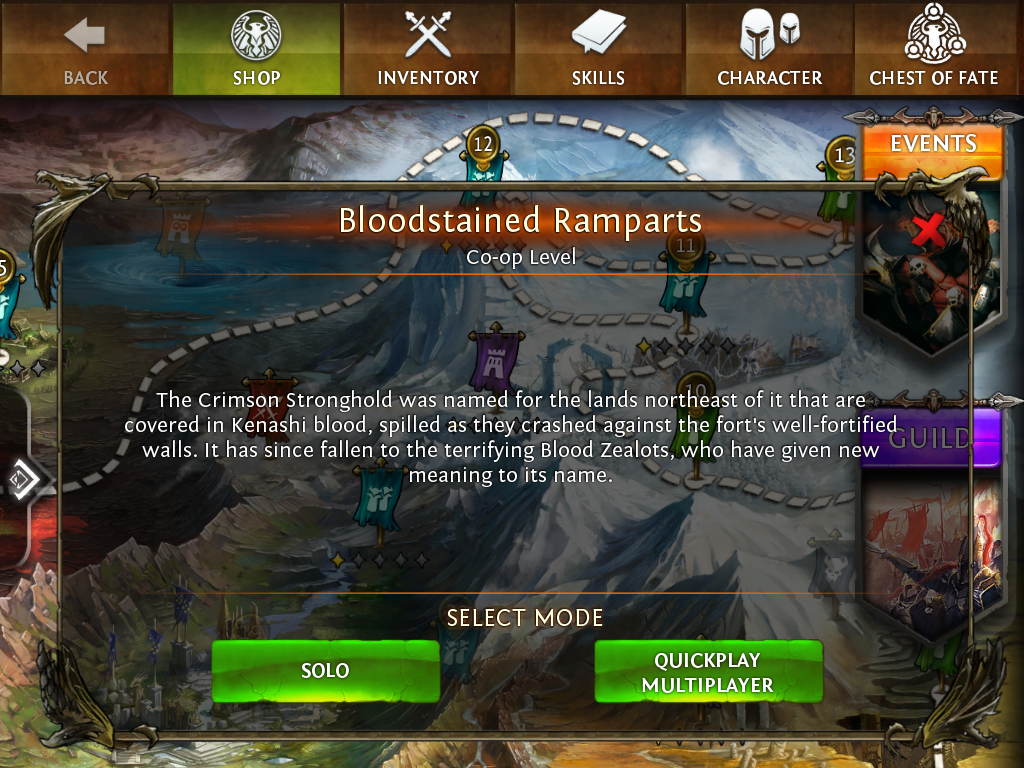 BACK
SHOP
INVENTORY
SKILLS
CHARACTER
CHEST OF FATE
12
13
EVENTS
Bloodstained Ramparts
11
Co-op Level
5
10
The Crimson Stronghold was named for the lands northeast of it that are
covered in Kenashi blood, spilled as they crashed against the fort's well-fortified
walls. It has since fallen to the terrifying Blood Zealots, who have given new
meaning to its name.
GUILD
SELECT MODE
SOLO
QUICKPLAY
MULTIPLAYER